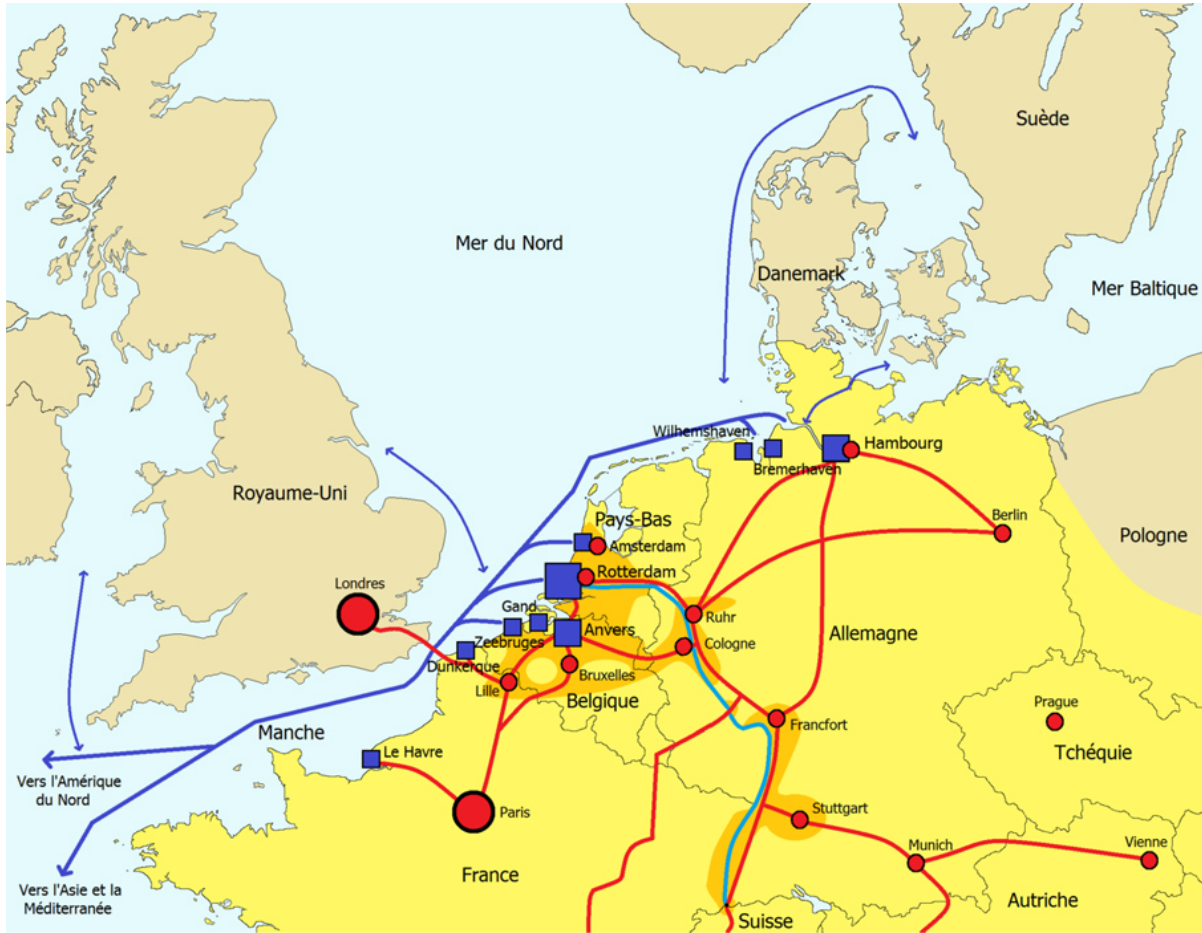 Suède
Mer du Nord
Danemark
Mer Baltique
Wilhemshaven
Hambourg
Bremerhaven
Royaume-Uni
Pays-Bas
Berlin
Pologne
Amsterdam
Londres
Rotterdam
Gand
Ruhr
Anvers
Allemagne
Zeebruges
Cologne
Dunkerque
Bruxelles
Lille
Belgique
Prague
Francfort
Manche
Le Havre
Tchéquie
Vers l'Amérique
du Nord
Stuttgart
Paris
Munich
Vienne
France
Vers l'Asie et la
Méditerranée
Autriche
Suisse